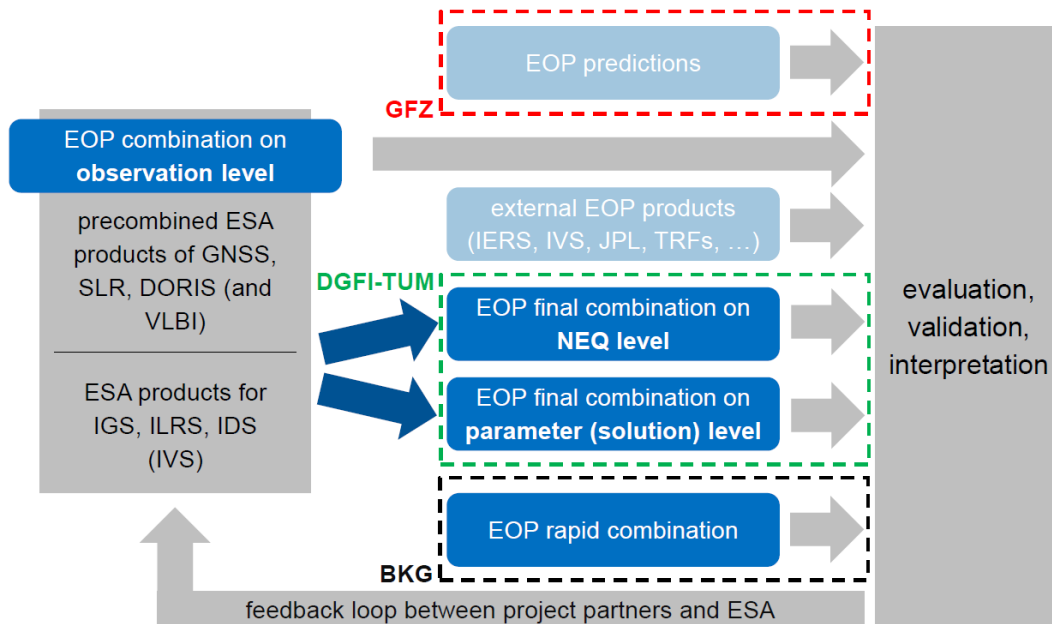 EOP predictions
GFZ
EOP combination on
observation level
precombined ESA
products of GNSS,
SLR, DORIS (and
VLBI)
ESA products for
IGS, ILRS, IDS
(IVS)
external EOP products
(IERS, IVS, JPL, TRFs, …)
DGFI-TUM
EOP final combination on
NEQ level
EOP final combination on
parameter (solution) level
EOP rapid combination
BKG
evaluation,
validation,
interpretation
feedback loop between project partners and ESA